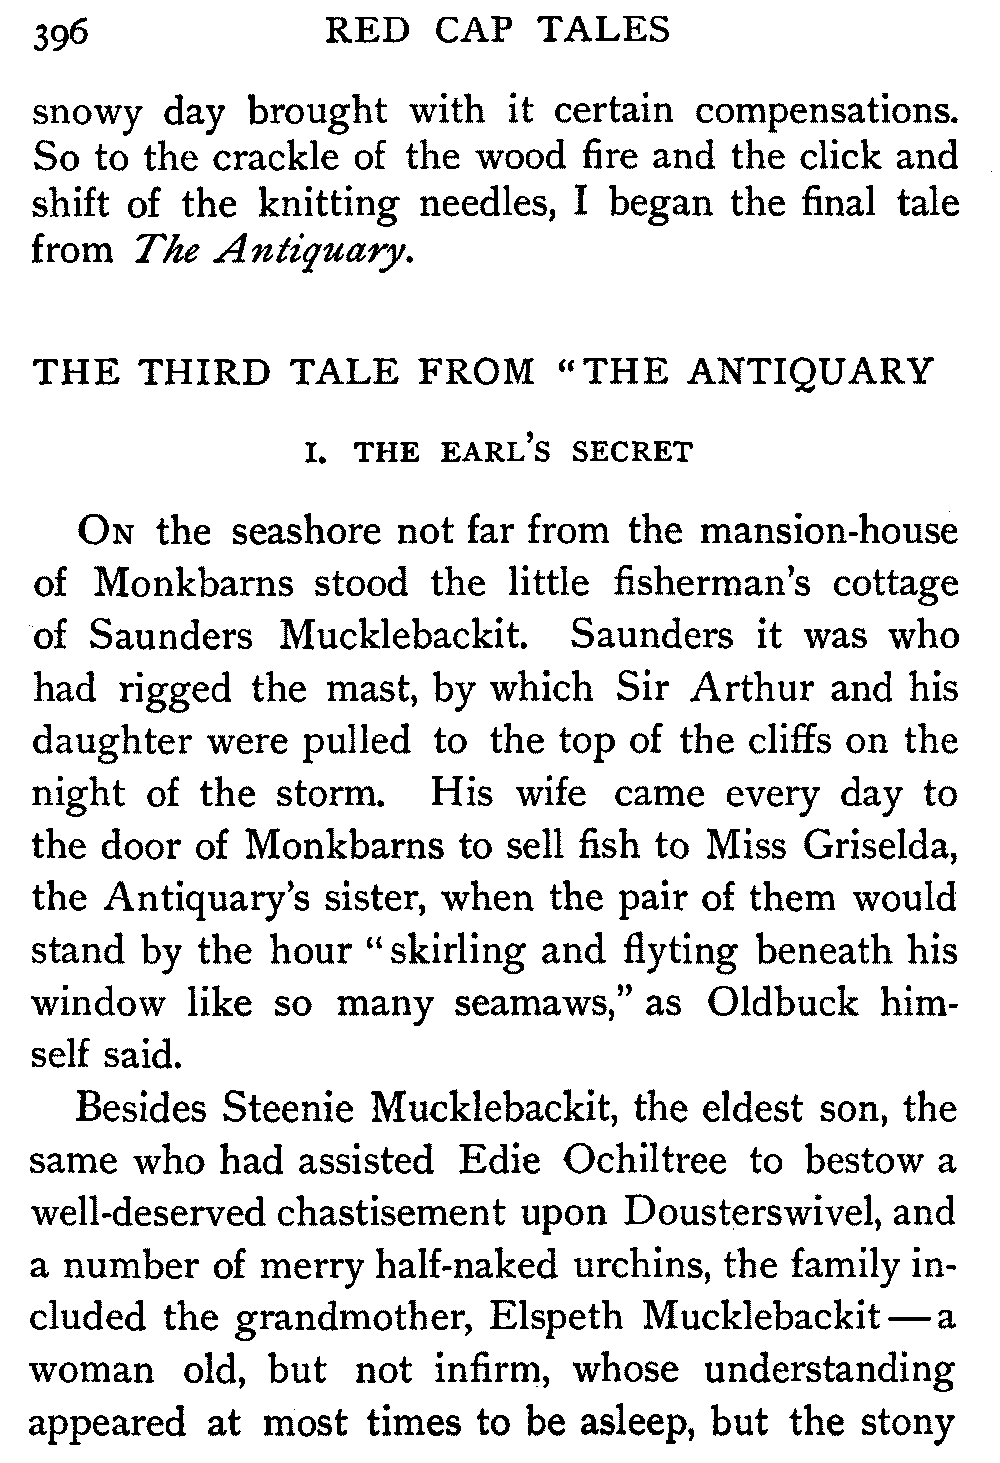 396 RED CAP TALES
snowy day brought with it certain compensations.
So to the crackle of the wood fire and the click and
shift of the knitting needles, I began the final tale
from The Antiquary.
THE THIRD TALE FROM “THE ANTIQUARY
I. THE EARL’S SECRET
ON the seashore not far from the mansion-house
of Monkbarns stood the little fisherman’s cottage
of Saunders Mucklebackit. Saunders it was who
had rigged the mast, by which Sir Arthur and his
daughter were pulled to the top of the cliffs on the
night of the storm. His wife came every day to
the door of Monkbarns to sell fish to Miss Griselda,
the Antiquary’s sister, when the pair of them would
stand by the hour “skirling and flyting beneath his
window like so many seamaws,” as Oldbuck him-
self said.
Besides Steenie Mucklebackit, the eldest son, the
same who had assisted Edie Ochiltree to bestow a
well-deserved chastisement upon Dousterswivel, and
a number of merry half-naked urchins, the family in-
cluded the grandmother, Elspeth Mucklebackit—a
woman old, but not infirm, whose understanding
appeared at most times to be asleep, but the stony